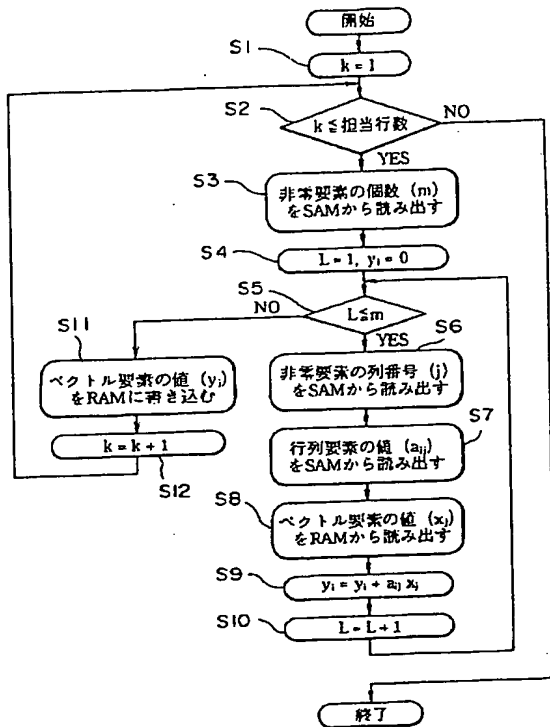 開始
S1
k = 1
S2
k ≦ 担当行数
NO
YES
S3
非零要素の個数 (m)
をSAMから読み出す
S4
L = 1, yi = 0
S5
L ≦ m
NO
YES
S11
ベクトル要素の値 (yi)
をRAMに書き込む
k = k + 1
S12
S6
非零要素の列番号 (j)
をSAMから読み出す
S7
行列要素の値 (aij)
をSAMから読み出す
S8
ベクトル要素の値 (xj)
をRAMから読み出す
S9
yi = yi + aij xj
S10
L = L + 1
終了